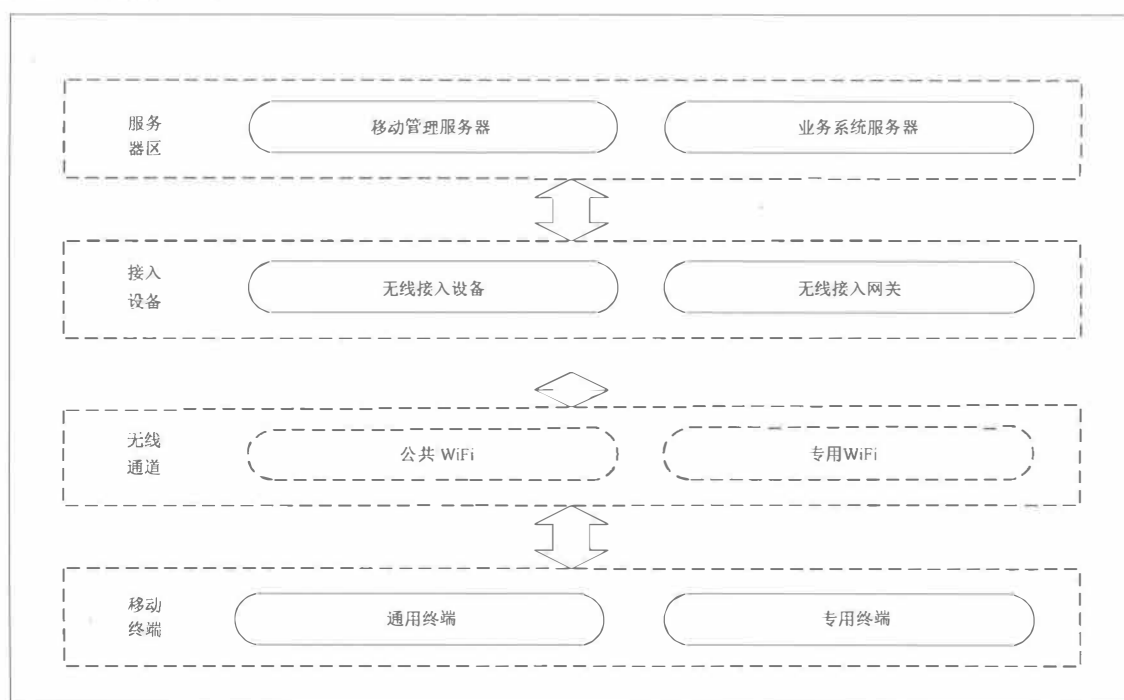 服务
器区
移动管理服务器
业务系统服务器
接入
设备
无线接入设备
无线接入网关
无线
通道
公共 WiFi
专用WiFi
移动
终端
通用终端
专用终端